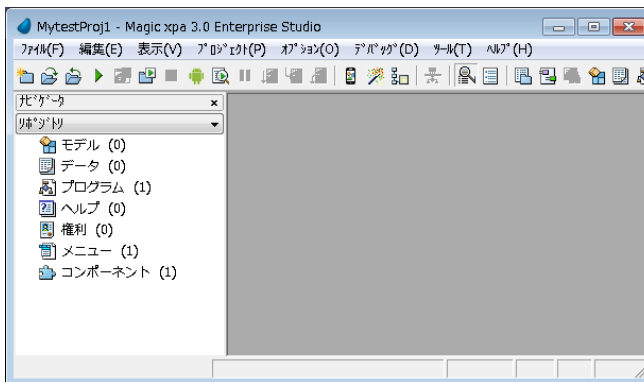 MytestProj1 - Magic xpa 3.0 Enterprise Studio
ﾌｧｲﾙ(F) 編集(E) 表示(V) ﾌﾟﾛｼﾞｪｸﾄ(P) ｵﾌﾟｼｮﾝ(O) ﾃﾞﾊﾞｯｸﾞ(D) ﾂｰﾙ(T) ﾍﾙﾌﾟ(H)
ﾅﾋﾞｹﾞｰﾀ
ﾘﾎﾟｼﾞﾄﾘ
モデル (0)
データ (0)
プログラム (1)
ヘルプ (0)
権利 (0)
メニュー (1)
コンポーネント (1)